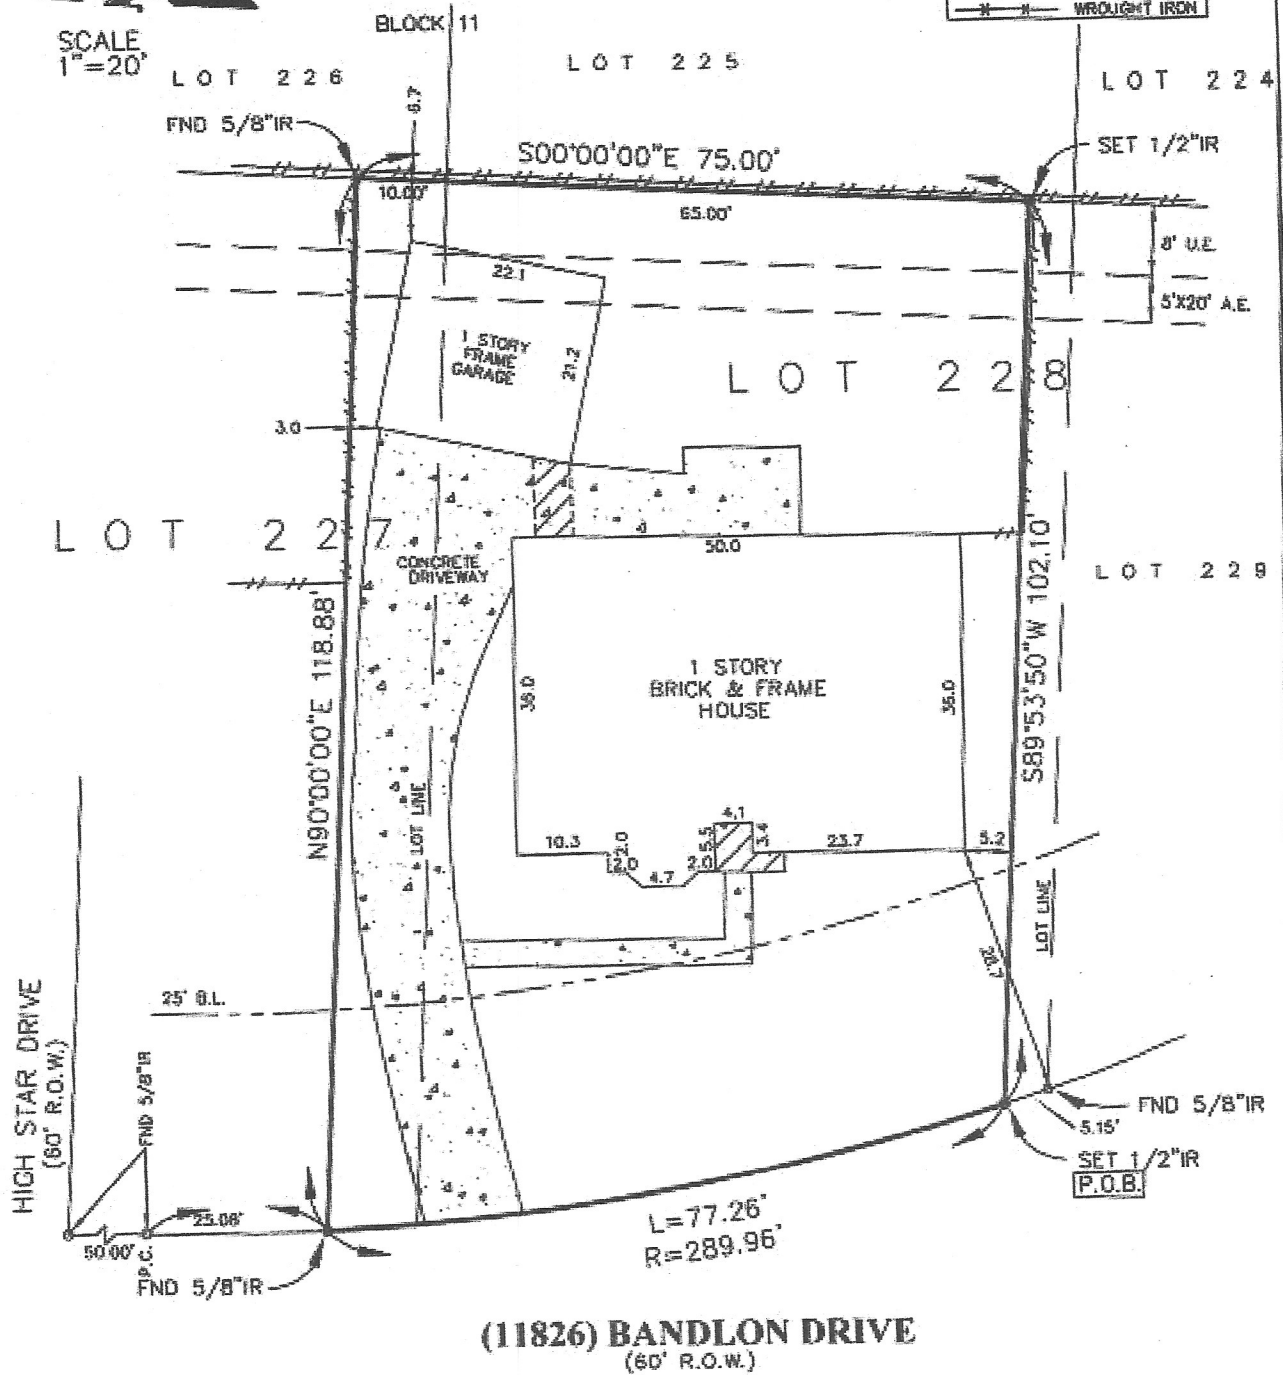 WROUGHT IRON
BLOCK 11
SCALE
1"=20'
LOT 226
LOT 225
LOT 224
6.7
FND 5/8"IR
SET 1/2"IR
S00°00'00"E 75.00'
10.00'
65.00'
8' U.E.
22.1
5'X20' A.E.
1 STORY
FRAME
GARAGE
21.2
LOT 228
3.0
LOT 227
50.0
CONCRETE
DRIVEWAY
LOT 229
N90°00'00"E 118.88'
S89°53'50"W 102.10'
1 STORY
BRICK & FRAME
HOUSE
36.0
36.0
LOT LINE
4.1
10.3
2.0
5.5
3.4
23.7
5.2
2.0
4.7
2.0
LOT LINE
28.7
25' B.L.
HIGH STAR DRIVE
(60' R.O.W.)
FND 5/8"IR
FND 5/8"IR
5.15'
SET 1/2"IR
P.O.B.
25.08'
50.00'
P.C.
FND 5/8"IR
L=77.26'
R=289.96'
(11826) BANDLON DRIVE
(60' R.O.W.)